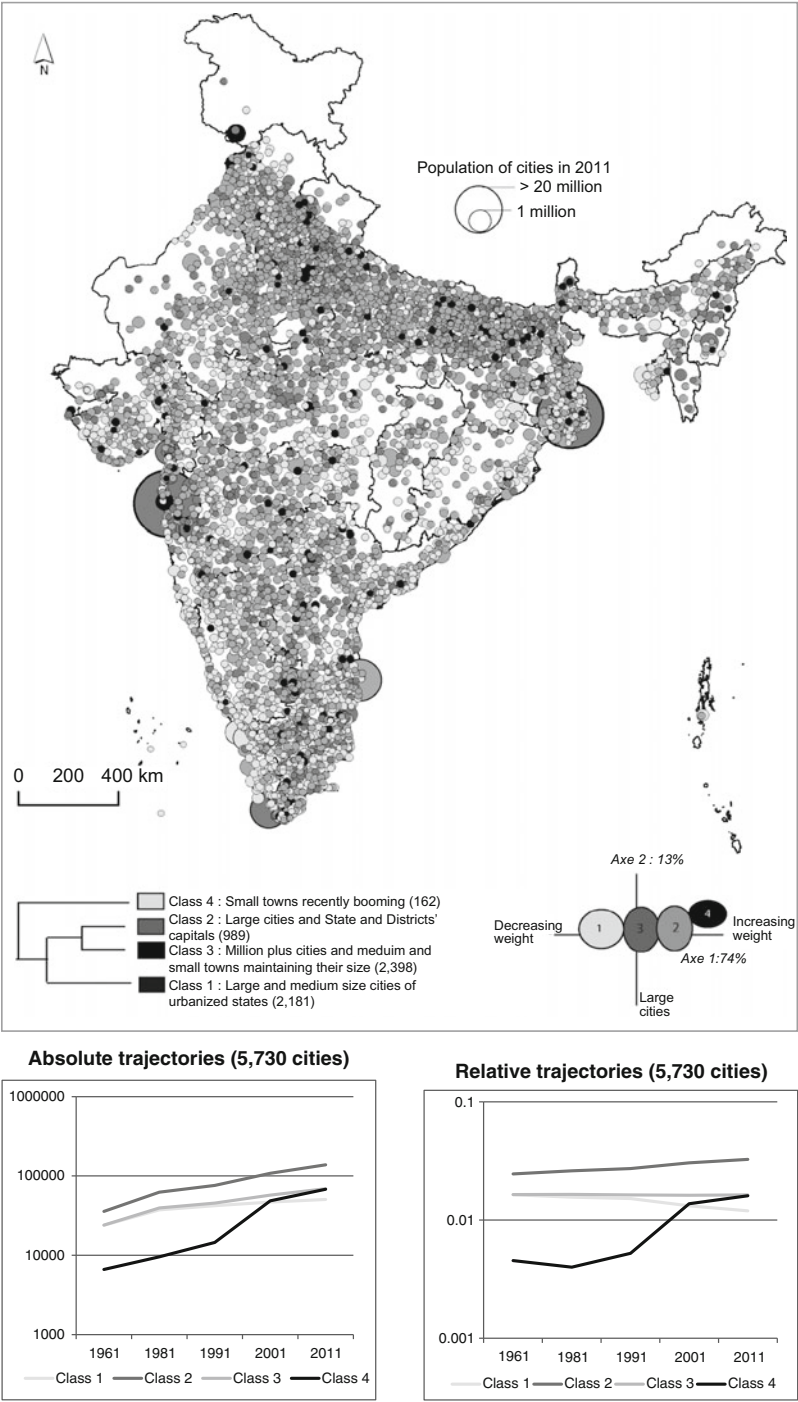 N
Population of cities in 2011
> 20 million
1 million
0 200 400 km
Class 4 : Small towns recently booming (162)
Class 2 : Large cities and State and Districts'
capitals (989)
Class 3 : Million plus cities and meduim and
small towns maintaining their size (2,398)
Class 1 : Large and medium size cities of
urbanized states (2,181)
Axe 2 : 13%
Decreasing
weight
1
3
2
4
Increasing
weight
Axe 1:74%
Large
cities
Absolute trajectories (5,730 cities)
1000000
100000
10000
1000
1961 1981 1991 2001 2011
Class 1 Class 2 Class 3 Class 4
Relative trajectories (5,730 cities)
0.1
0.01
0.001
1961 1981 1991 2001 2011
Class 1 Class 2 Class 3 Class 4